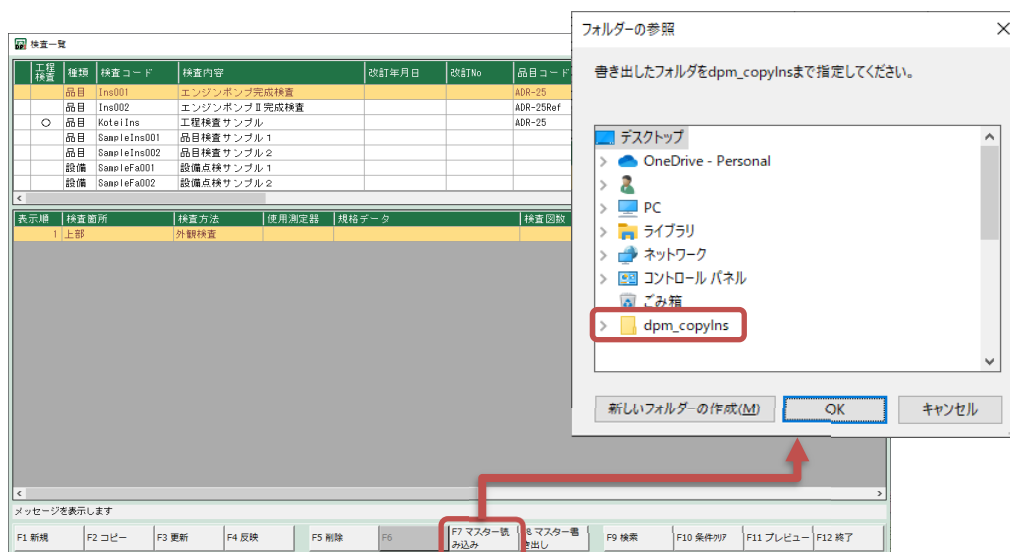 検査一覧
工程検査 種類 検査コード 検査内容 改訂年月日 改訂No 品目コード
品目 Ins001 エンジンポンプ完成検査 ADR-25
品目 Ins002 エンジンポンプⅡ完成検査 ADR-25Ref
○ 品目 KoteiIns 工程検査サンプル ADR-25
品目 SampleIns001 品目検査サンプル1
品目 SampleIns002 品目検査サンプル2
設備 SampleFa001 設備点検サンプル1
設備 SampleFa002 設備点検サンプル2
表示順 検査箇所 検査方法 使用測定器 規格データ 検査回数
1 上部 外観検査
メッセージを表示します
F1 新規 F2 コピー F3 更新 F4 反映 F5 削除 F6 F7 マスター読み込み F8 マスター書き出し F9 検索 F10 条件クリア F11 プレビュー F12 終了
フォルダーの参照
書き出したフォルダをdpm_copyInsまで指定してください。
デスクトップ
OneDrive - Personal
PC
ライブラリ
ネットワーク
コントロール パネル
ごみ箱
dpm_copyIns
新しいフォルダーの作成(M) OK キャンセル